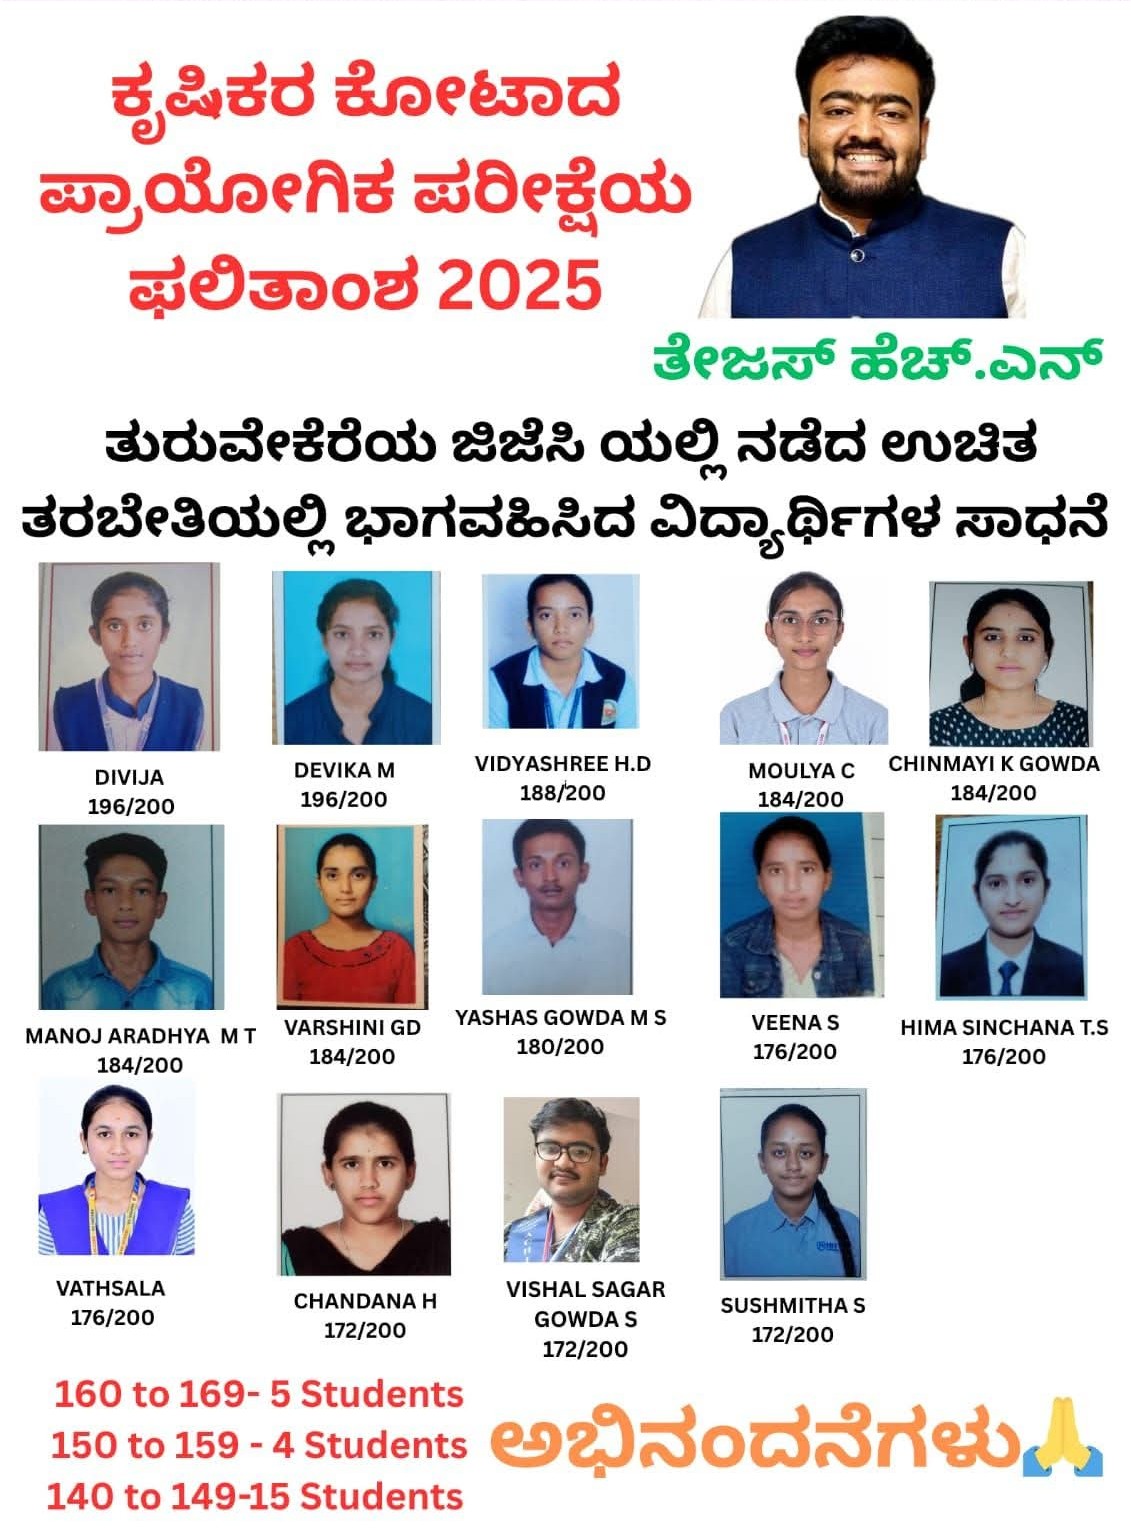 ಕೃಷಿಕರ ಕೋಟಾದ
ಪ್ರಾಯೋಗಿಕ ಪರೀಕ್ಷೆಯ
ಫಲಿತಾಂಶ 2025
ತೇಜಸ್ ಹೆಚ್.ಎನ್
ತುರುವೇಕೆರೆಯ ಜಿಜೆಸಿ ಯಲ್ಲಿ ನಡೆದ ಉಚಿತ
ತರಬೇತಿಯಲ್ಲಿ ಭಾಗವಹಿಸಿದ ವಿದ್ಯಾರ್ಥಿಗಳ ಸಾಧನೆ
DIVIJA
196/200
DEVIKA M
196/200
VIDYASHREE H.D
188/200
MOULYA C
184/200
CHINMAYI K GOWDA
184/200
MANOJ ARADHYA M T
184/200
VARSHINI GD
184/200
YASHAS GOWDA M S
180/200
VEENA S
176/200
HIMA SINCHANA T.S
176/200
VATHSALA
176/200
CHANDANA H
172/200
VISHAL SAGAR
GOWDA S
172/200
SUSHMITHA S
172/200
160 to 169- 5 Students
150 to 159 - 4 Students
140 to 149-15 Students
ಅಭಿನಂದನೆಗಳು🙏